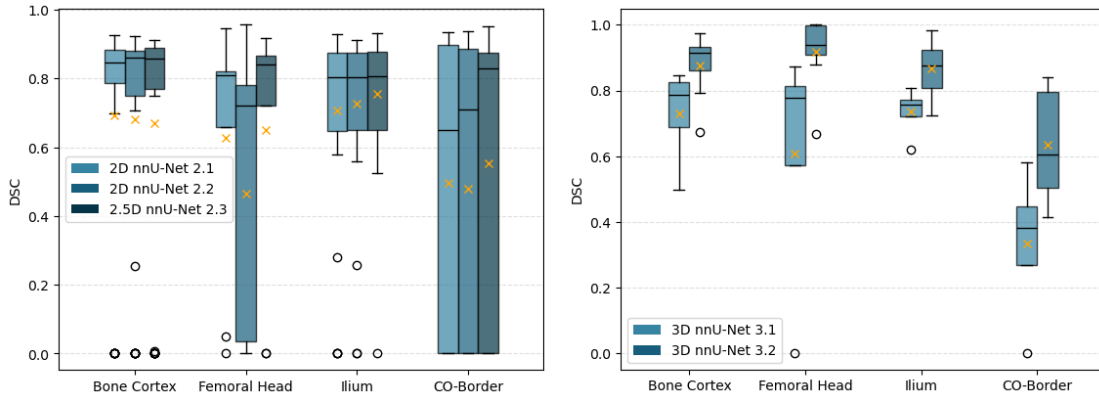 1.0
0.8
0.6
0.4
0.2
0.0
DSC
2D nnU-Net 2.1
2D nnU-Net 2.2
2.5D nnU-Net 2.3
Bone Cortex
Femoral Head
Ilium
CO-Border
1.0
0.8
0.6
0.4
0.2
0.0
DSC
3D nnU-Net 3.1
3D nnU-Net 3.2
Bone Cortex
Femoral Head
Ilium
CO-Border